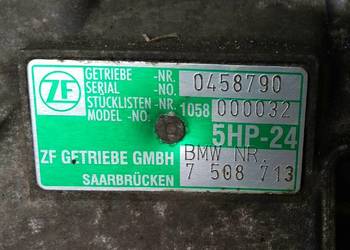 ZF
GETRIEBE -NR. 0458790
SERIAL -NO.
STÜCKLISTEN -NR. 1058 000032
MODEL -NO.
5HP-24
ZF GETRIEBE GMBH BMW NR.
SAARBRÜCKEN 7 508 713